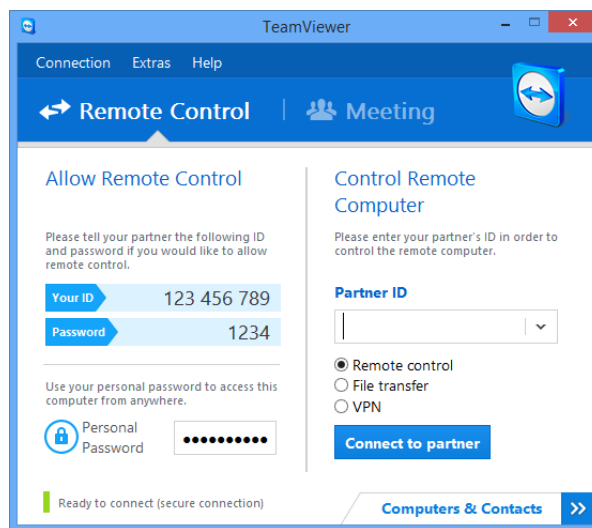 TeamViewer
Connection Extras Help
Remote Control
Meeting
Allow Remote Control
Please tell your partner the following ID
and password if you would like to allow
remote control.
Your ID 123 456 789
Password 1234
Use your personal password to access this
computer from anywhere.
Personal
Password
Ready to connect (secure connection)
Control Remote
Computer
Please enter your partner's ID in order to
control the remote computer.
Partner ID
Remote control
File transfer
VPN
Connect to partner
Computers & Contacts